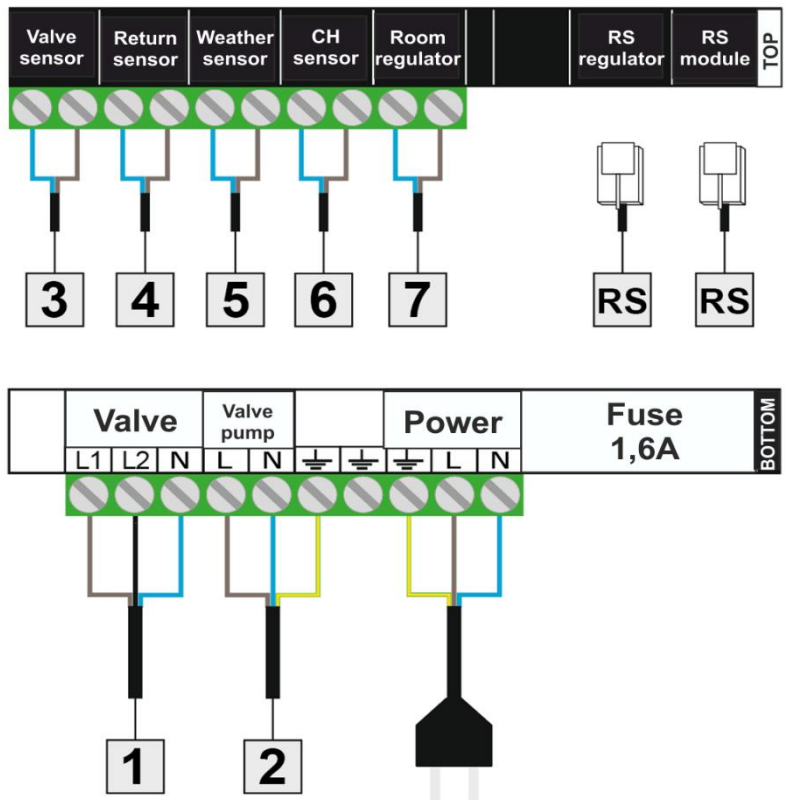 Valve sensor
Return sensor
Weather sensor
CH sensor
Room regulator
RS regulator
RS module
TOP
3 4 5 6 7 RS RS
Valve
Valve pump
Power
Fuse 1,6A
BOTTOM
L1 L2 N L N L N
1 2